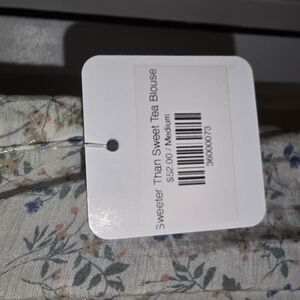 Sweeter Than Sweet Tea Blouse
$52.00 / Medium
36000073